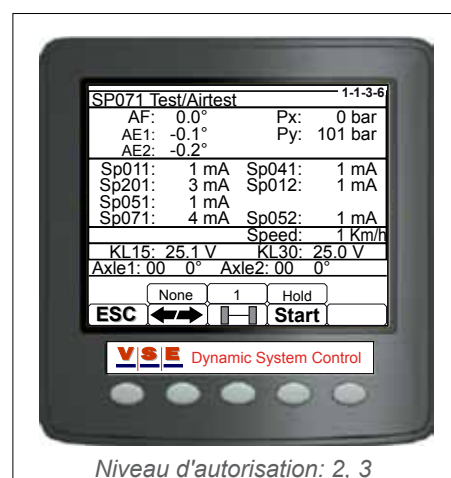 SP071 Test/Airtest 1-1-3-6
AF: 0.0° Px: 0 bar
AE1: -0.1° Py: 101 bar
AE2: -0.2°
Sp011: 1 mA Sp041: 1 mA
Sp201: 3 mA Sp012: 1 mA
Sp051: 1 mA
Sp071: 4 mA Sp052: 1 mA
Speed: 1 Km/h
KL15: 25.1 V KL30: 25.0 V
Axle1: 00 0° Axle2: 00 0°
None 1 Hold
ESC Start
VSE Dynamic System Control
Niveau d'autorisation: 2, 3